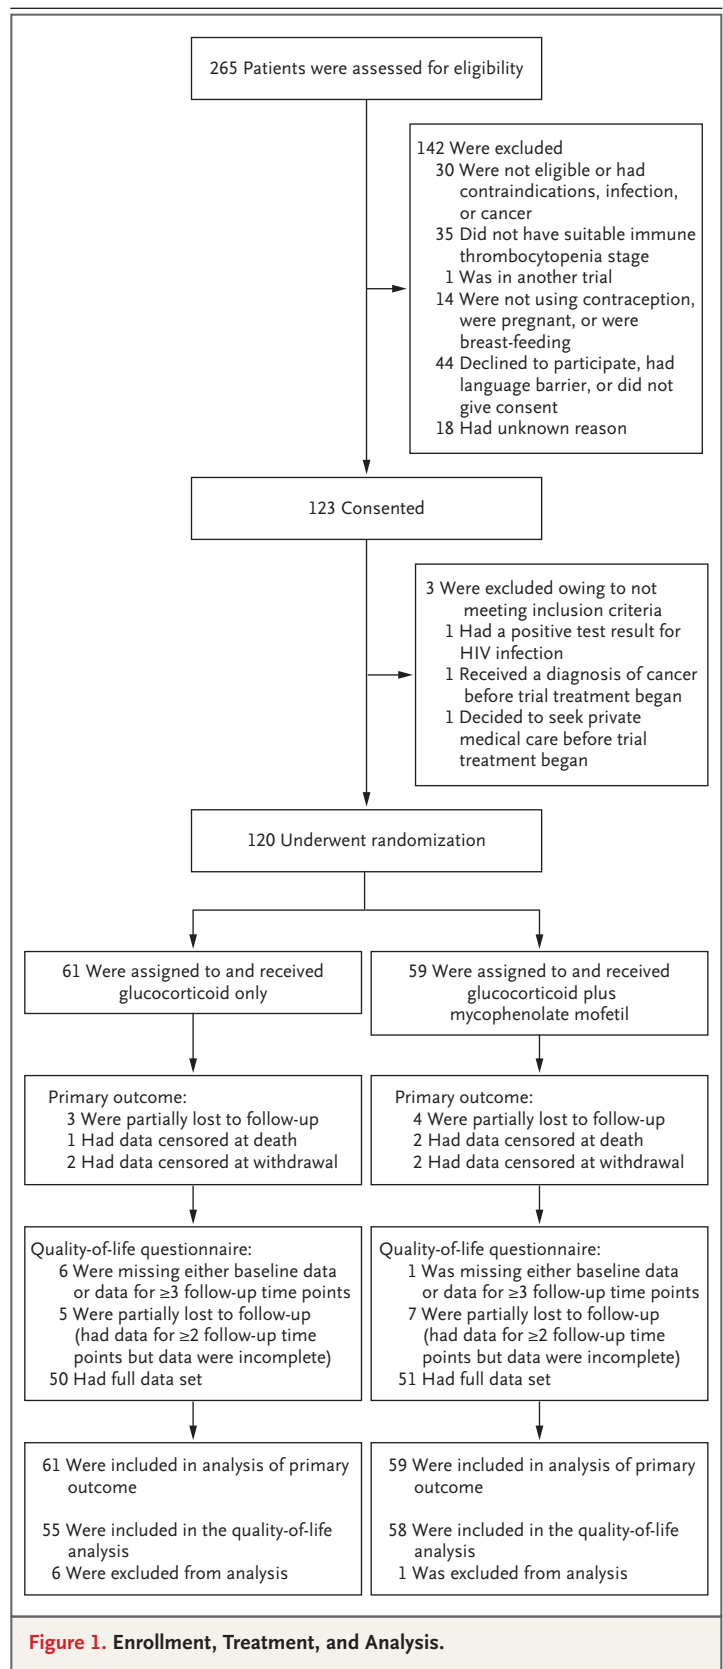 265 Patients were assessed for eligibility
142 Were excluded
30 Were not eligible or had
contraindications, infection,
or cancer
35 Did not have suitable immune
thrombocytopenia stage
1 Was in another trial
14 Were not using contraception,
were pregnant, or were
breast-feeding
44 Declined to participate, had
language barrier, or did not
give consent
18 Had unknown reason
123 Consented
3 Were excluded owing to not
meeting inclusion criteria
1 Had a positive test result for
HIV infection
1 Received a diagnosis of cancer
before trial treatment began
1 Decided to seek private
medical care before trial
treatment began
120 Underwent randomization
61 Were assigned to and received
glucocorticoid only
59 Were assigned to and received
glucocorticoid plus
mycophenolate mofetil
Primary outcome:
3 Were partially lost to follow-up
1 Had data censored at death
2 Had data censored at withdrawal
Primary outcome:
4 Were partially lost to follow-up
2 Had data censored at death
2 Had data censored at withdrawal
Quality-of-life questionnaire:
6 Were missing either baseline data
or data for ≥3 follow-up time points
5 Were partially lost to follow-up
(had data for ≥2 follow-up time
points but data were incomplete)
50 Had full data set
Quality-of-life questionnaire:
1 Was missing either baseline data
or data for ≥3 follow-up time points
7 Were partially lost to follow-up
(had data for ≥2 follow-up time
points but data were incomplete)
51 Had full data set
61 Were included in analysis of primary
outcome
55 Were included in the quality-of-life
analysis
6 Were excluded from analysis
59 Were included in analysis of primary
outcome
58 Were included in the quality-of-life
analysis
1 Was excluded from analysis
Figure 1. Enrollment, Treatment, and Analysis.